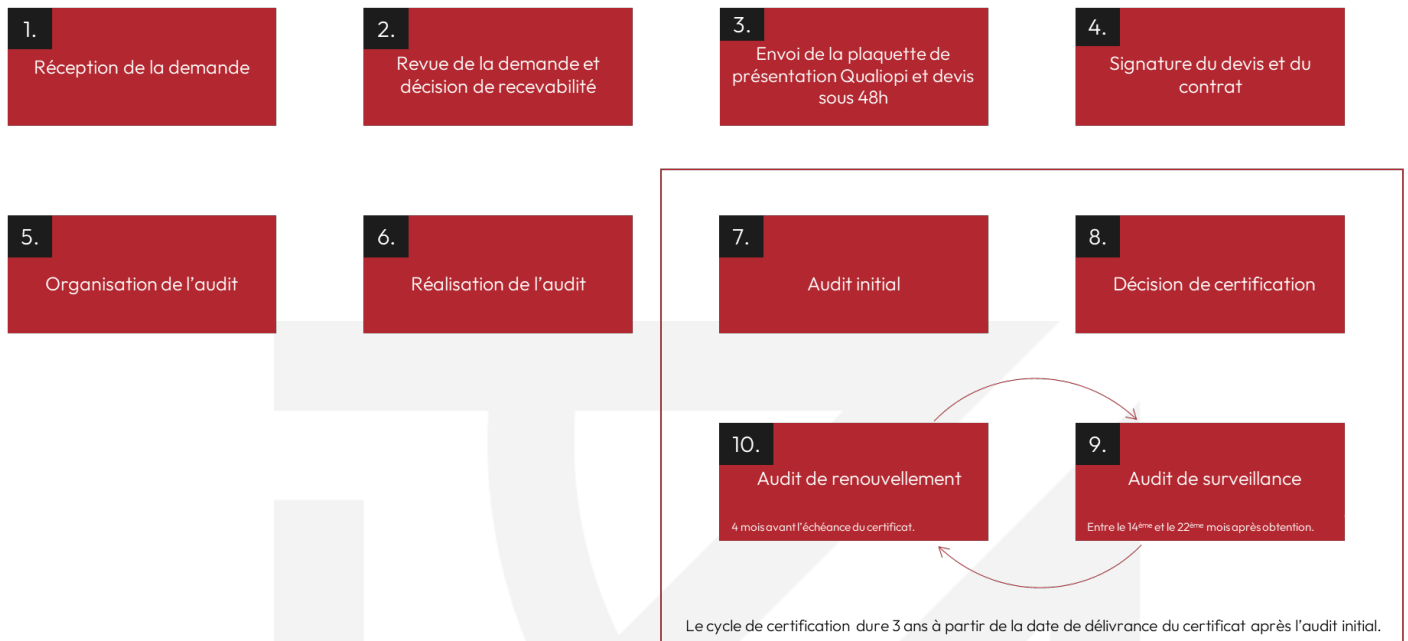 1.
Réception de la demande
2.
Revue de la demande et
décision de recevabilité
3.
Envoi de la plaquette de
présentation Qualiopi et devis
sous 48h
4.
Signature du devis et du
contrat
5.
Organisation de l’audit
6.
Réalisation de l’audit
7.
Audit initial
8.
Décision de certification
10.
Audit de renouvellement
4 mois avant l’échéance du certificat.
9.
Audit de surveillance
Entre le 14ème et le 22ème mois après obtention.
Le cycle de certification dure 3 ans à partir de la date de délivrance du certificat après l’audit initial.